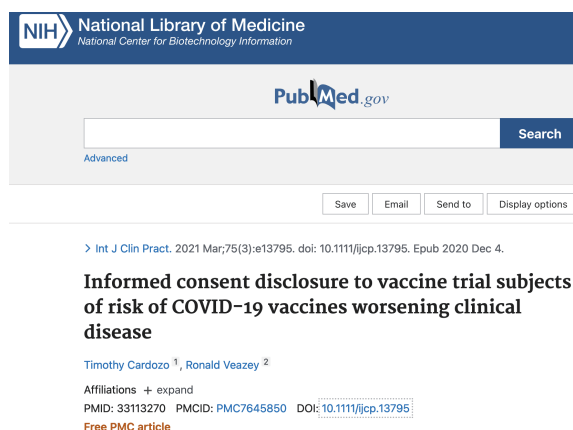 NIH National Library of Medicine
National Center for Biotechnology Information
PubMed.gov
Search
Advanced
Save Email Send to Display options
> Int J Clin Pract. 2021 Mar;75(3):e13795. doi: 10.1111/ijcp.13795. Epub 2020 Dec 4.
Informed consent disclosure to vaccine trial subjects
of risk of COVID-19 vaccines worsening clinical
disease
Timothy Cardozo 1, Ronald Veazey 2
Affiliations + expand
PMID: 33113270 PMCID: PMC7645850 DOI: 10.1111/ijcp.13795
Free PMC article